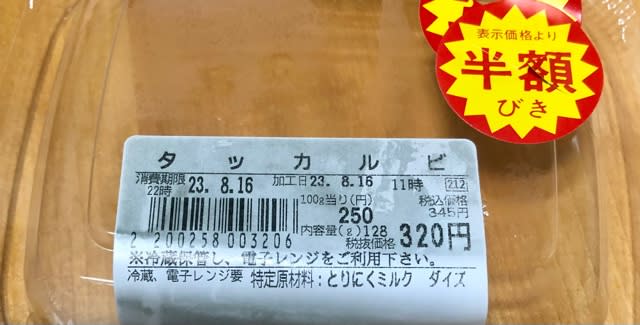 表示価格より
半額
びき
タッカルビ
消費期限 23. 8.16 加工日23. 8.16 11時 212
22時
100g当り(円) 税込価格
250 345円
内容量(g)128 税抜価格 320円
2 200258 003206
※冷蔵保管し、電子レンジをご利用下さい。
冷蔵、電子レンジ要 特定原材料:とりにくミルク ダイズ